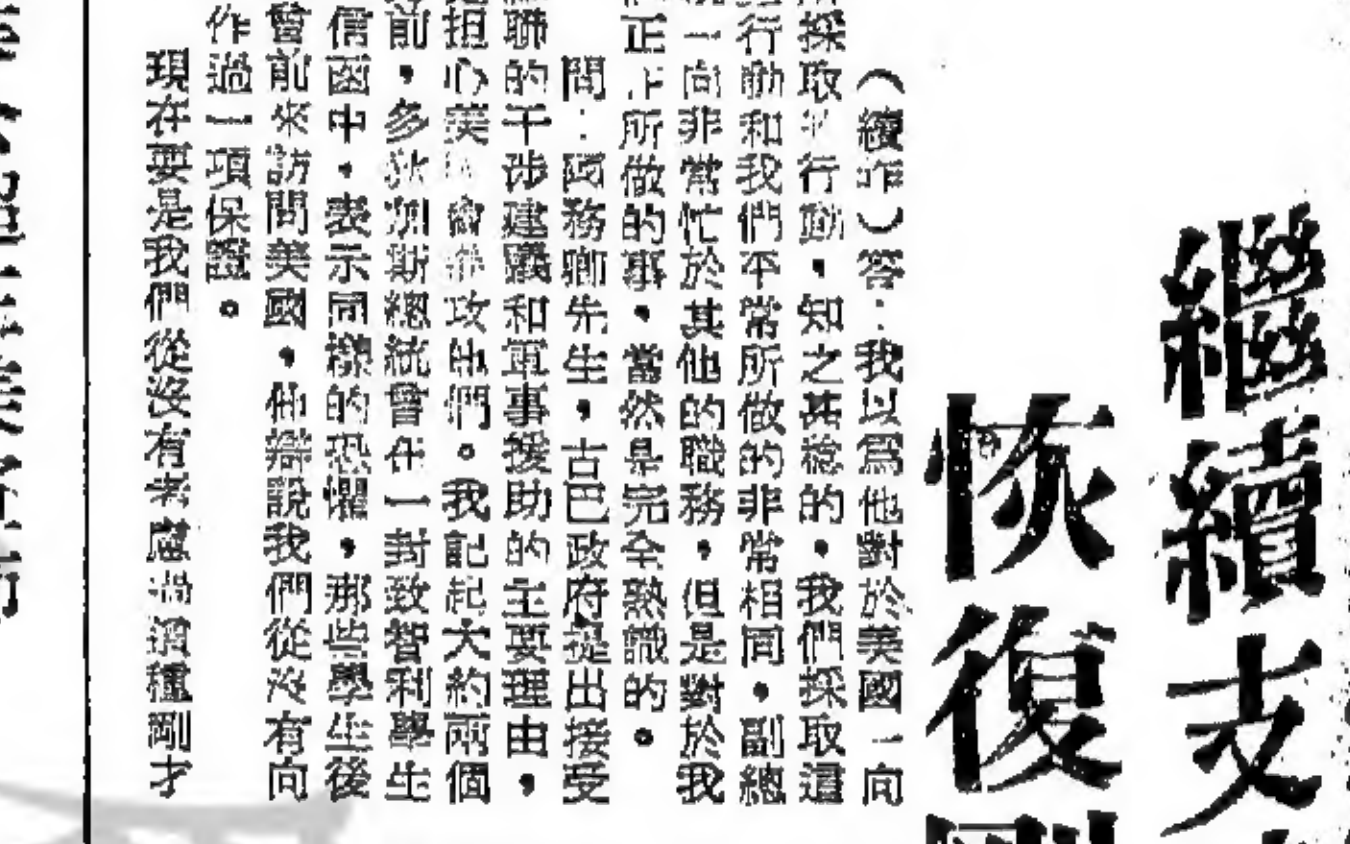 繼續支
恢復
（續昨）答：我以爲他對於美國一向
採取的行動，知之甚稔的，我們採取這
行動和我們平常所做的非常相同，副總
一向非常忙於其他的職務，但是對於我
正所做的事，當然是完全熟識的。
問：國務卿先生，古巴政府提出接受
聯的干涉建議和軍事援助的主要理由，
担心美會進攻他們。我記起大約兩個
前，多狄哥斯總統曾在一封致智利學生
信函中，表示同樣的恐懼，那些學生後
曾前來訪問美國，他辯說我們從沒有向
作過一項保證。
現在要是我們從沒有考慮過這種剛才